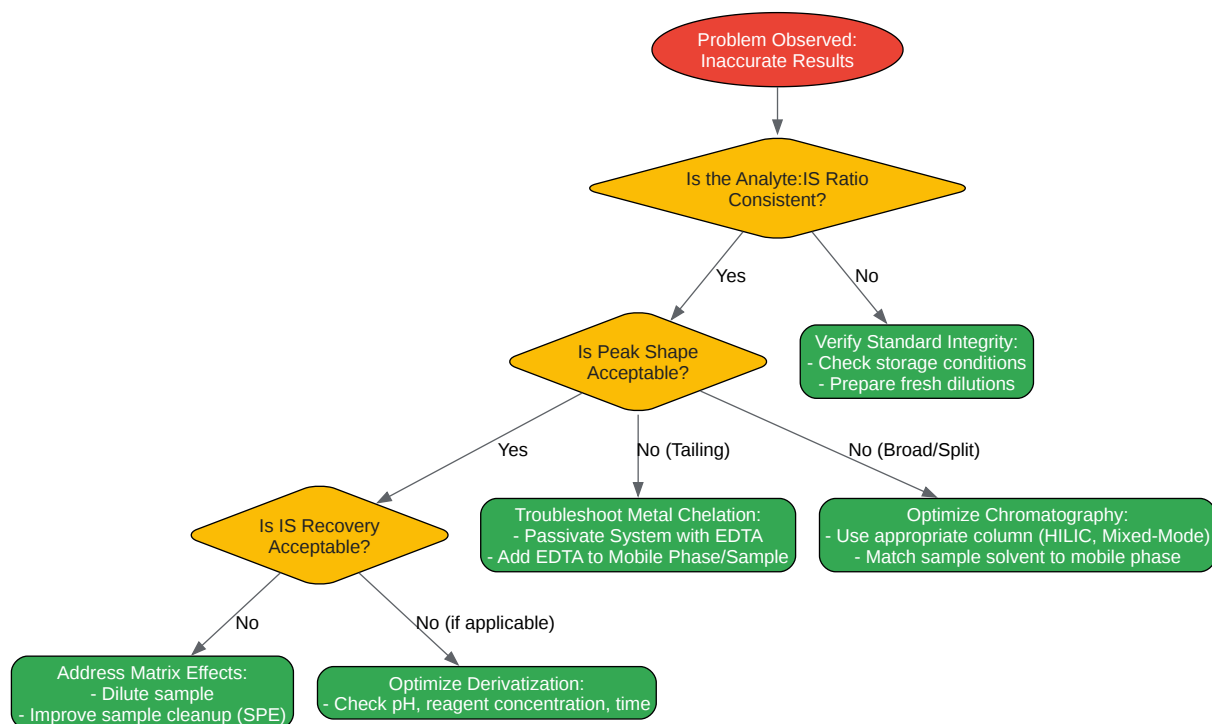 Problem Observed:
Inaccurate Results
Is the Analyte:IS Ratio
Consistent?
Yes
No
Is Peak Shape
Acceptable?
Verify Standard Integrity:
- Check storage conditions
- Prepare fresh dilutions
Yes
No (Tailing)
No (Broad/Split)
Is IS Recovery
Acceptable?
Troubleshoot Metal Chelation:
- Passivate System with EDTA
- Add EDTA to Mobile Phase/Sample
Optimize Chromatography:
- Use appropriate column (HILIC, Mixed-Mode)
- Match sample solvent to mobile phase
No
No (if applicable)
Address Matrix Effects:
- Dilute sample
- Improve sample cleanup (SPE)
Optimize Derivatization:
- Check pH, reagent concentration, time